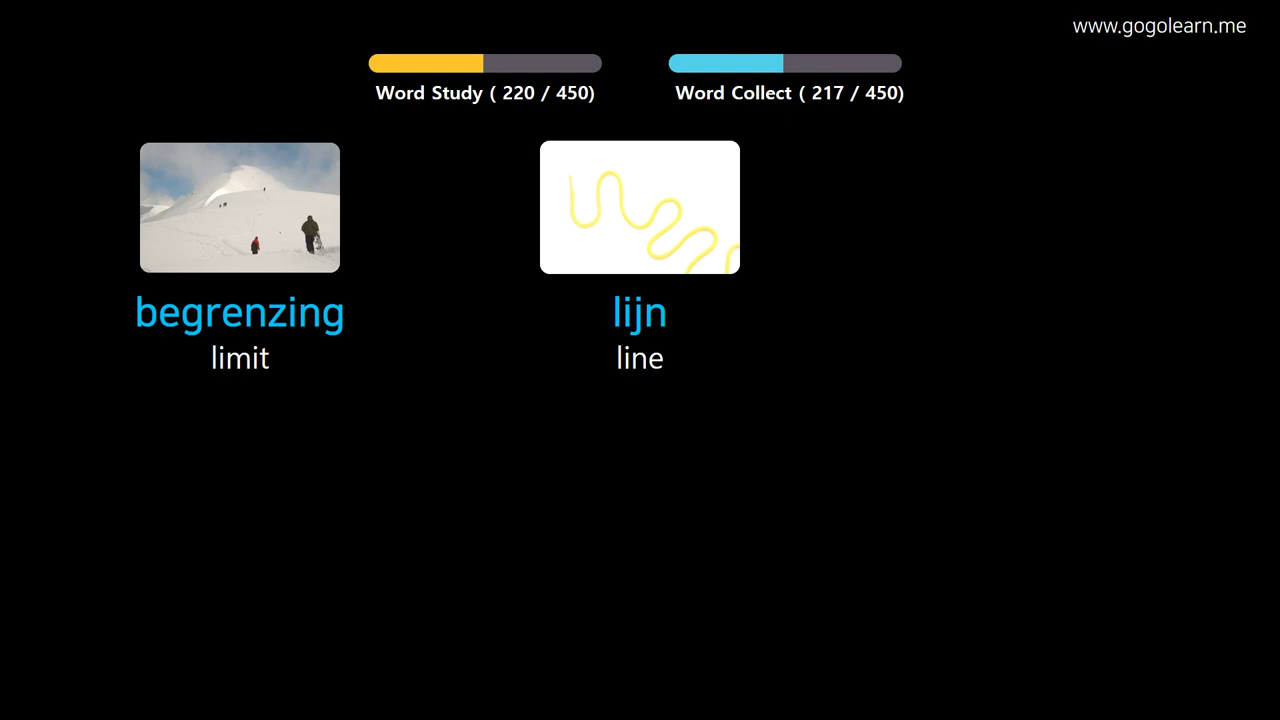 www.gogolearn.me
Word Study ( 220 / 450)
Word Collect ( 217 / 450)
begrenzing
limit
lijn
line